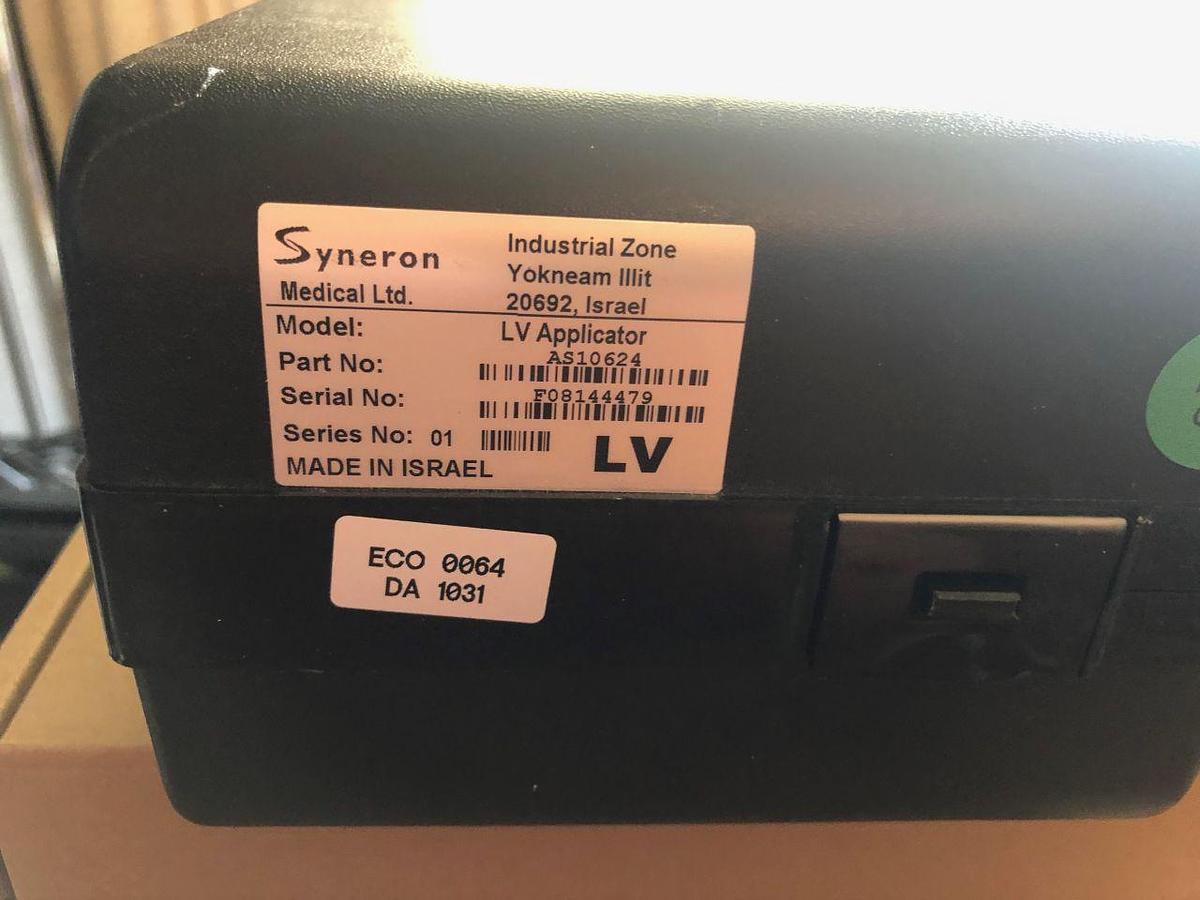 Syneron
Medical Ltd.
Industrial Zone
Yokneam Illit
20692, Israel
Model: LV Applicator
Part No: AS10624
Serial No: F08144479
Series No: 01
LV
MADE IN ISRAEL
ECO 0064
DA 1031